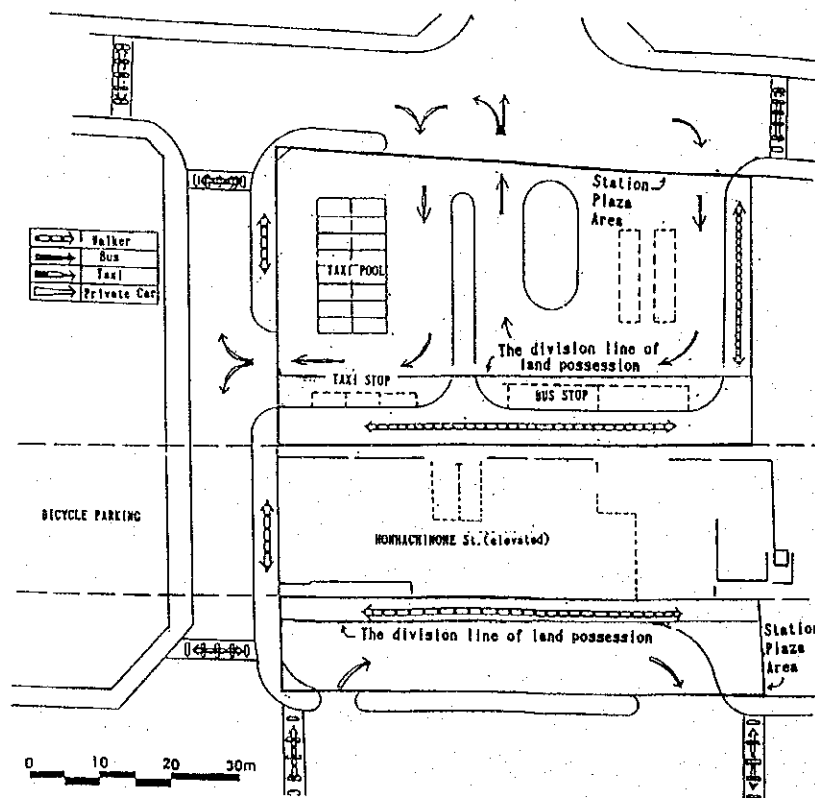 Station
Plaza
Area
Walker
Bus
Taxi
Private Car
TAXI POOL
The division line of
land possession
TAXI STOP
BUS STOP
BICYCLE PARKING
HONHACHINOHE St.(elevated)
The division line of land possession
Station
Plaza
Area
0 10 20 30m